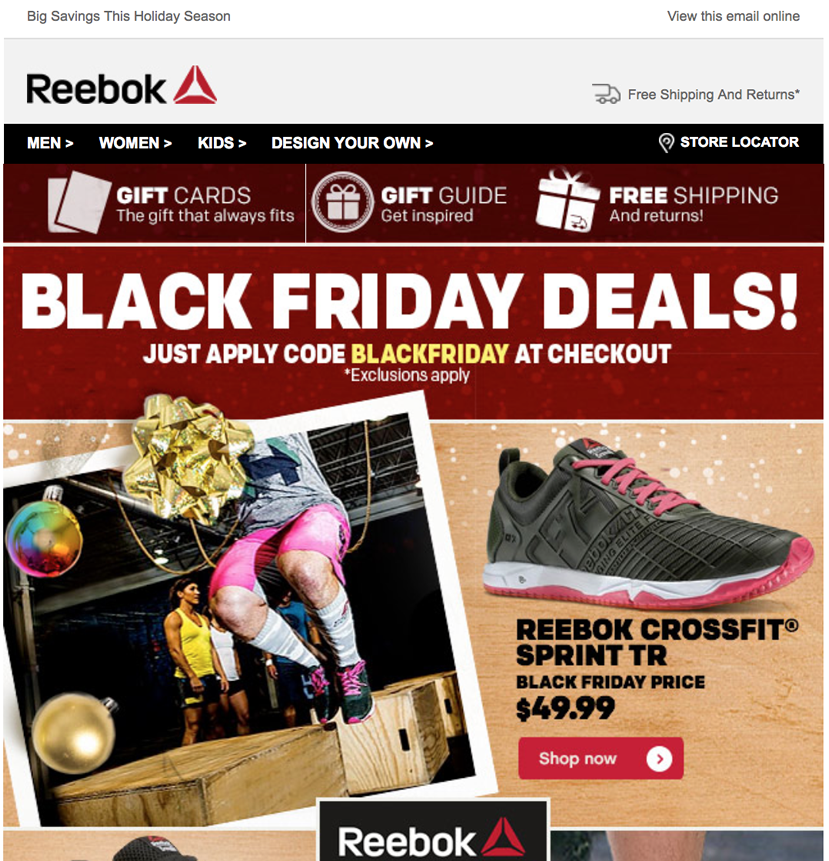 Big Savings This Holiday Season
View this email online
Reebok
Free Shipping And Returns*
MEN > WOMEN > KIDS > DESIGN YOUR OWN >
STORE LOCATOR
GIFT CARDS
The gift that always fits
GIFT GUIDE
Get inspired
FREE SHIPPING
And returns!
BLACK FRIDAY DEALS!
JUST APPLY CODE BLACKFRIDAY AT CHECKOUT
*Exclusions apply
REEBOK CROSSFIT®
SPRINT TR
BLACK FRIDAY PRICE
$49.99
Shop now
Reebok